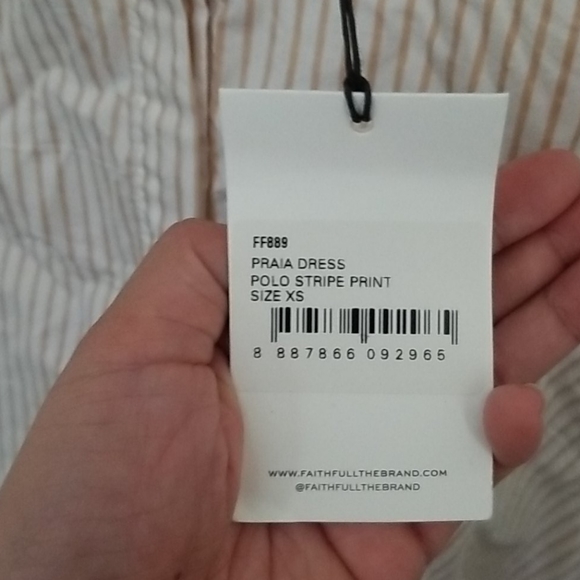 FF889
PRAIA DRESS
POLO STRIPE PRINT
SIZE XS
8 887866 092965
WWW.FAITHFULLTHEBRAND.COM
@FAITHFULLTHEBRAND